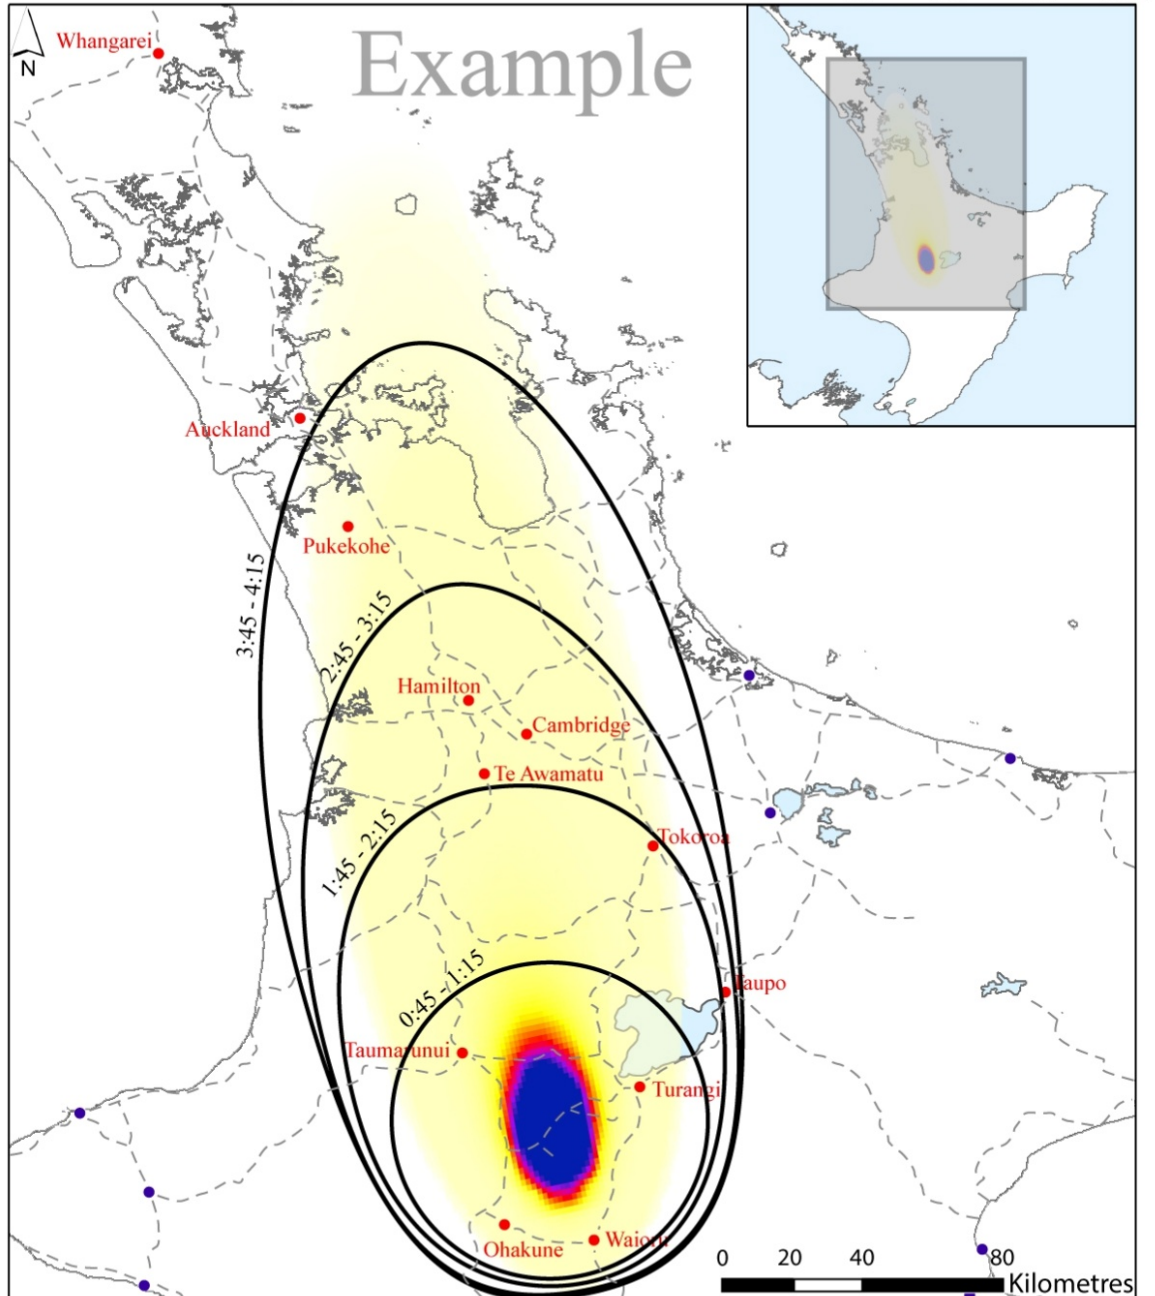 Whangarei
N
Example
Auckland
Pukekohe
3:45 - 4:15
2:45 - 3:15
Hamilton
Cambridge
Te Awamatu
1:45 - 2:15
Tokoroa
0:45 - 1:15
Taupo
Taumarunui
Turangi
Ohakune
Waioru
0 20 40 80
Kilometres